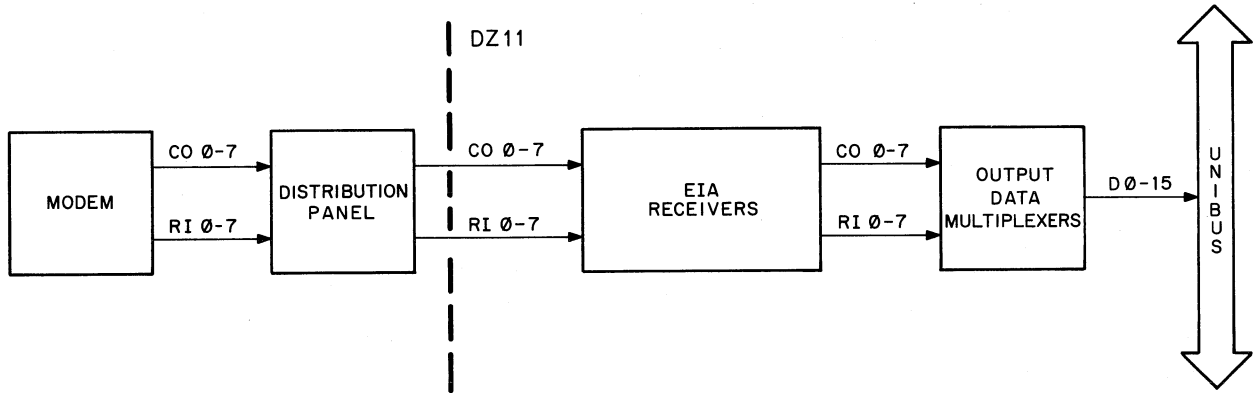 DZ11
MODEM
CO Ø-7
RI Ø-7
DISTRIBUTION
PANEL
CO Ø-7
RI Ø-7
EIA
RECEIVERS
CO Ø-7
RI Ø-7
OUTPUT
DATA
MULTIPLEXERS
DØ-15
UNIBUS